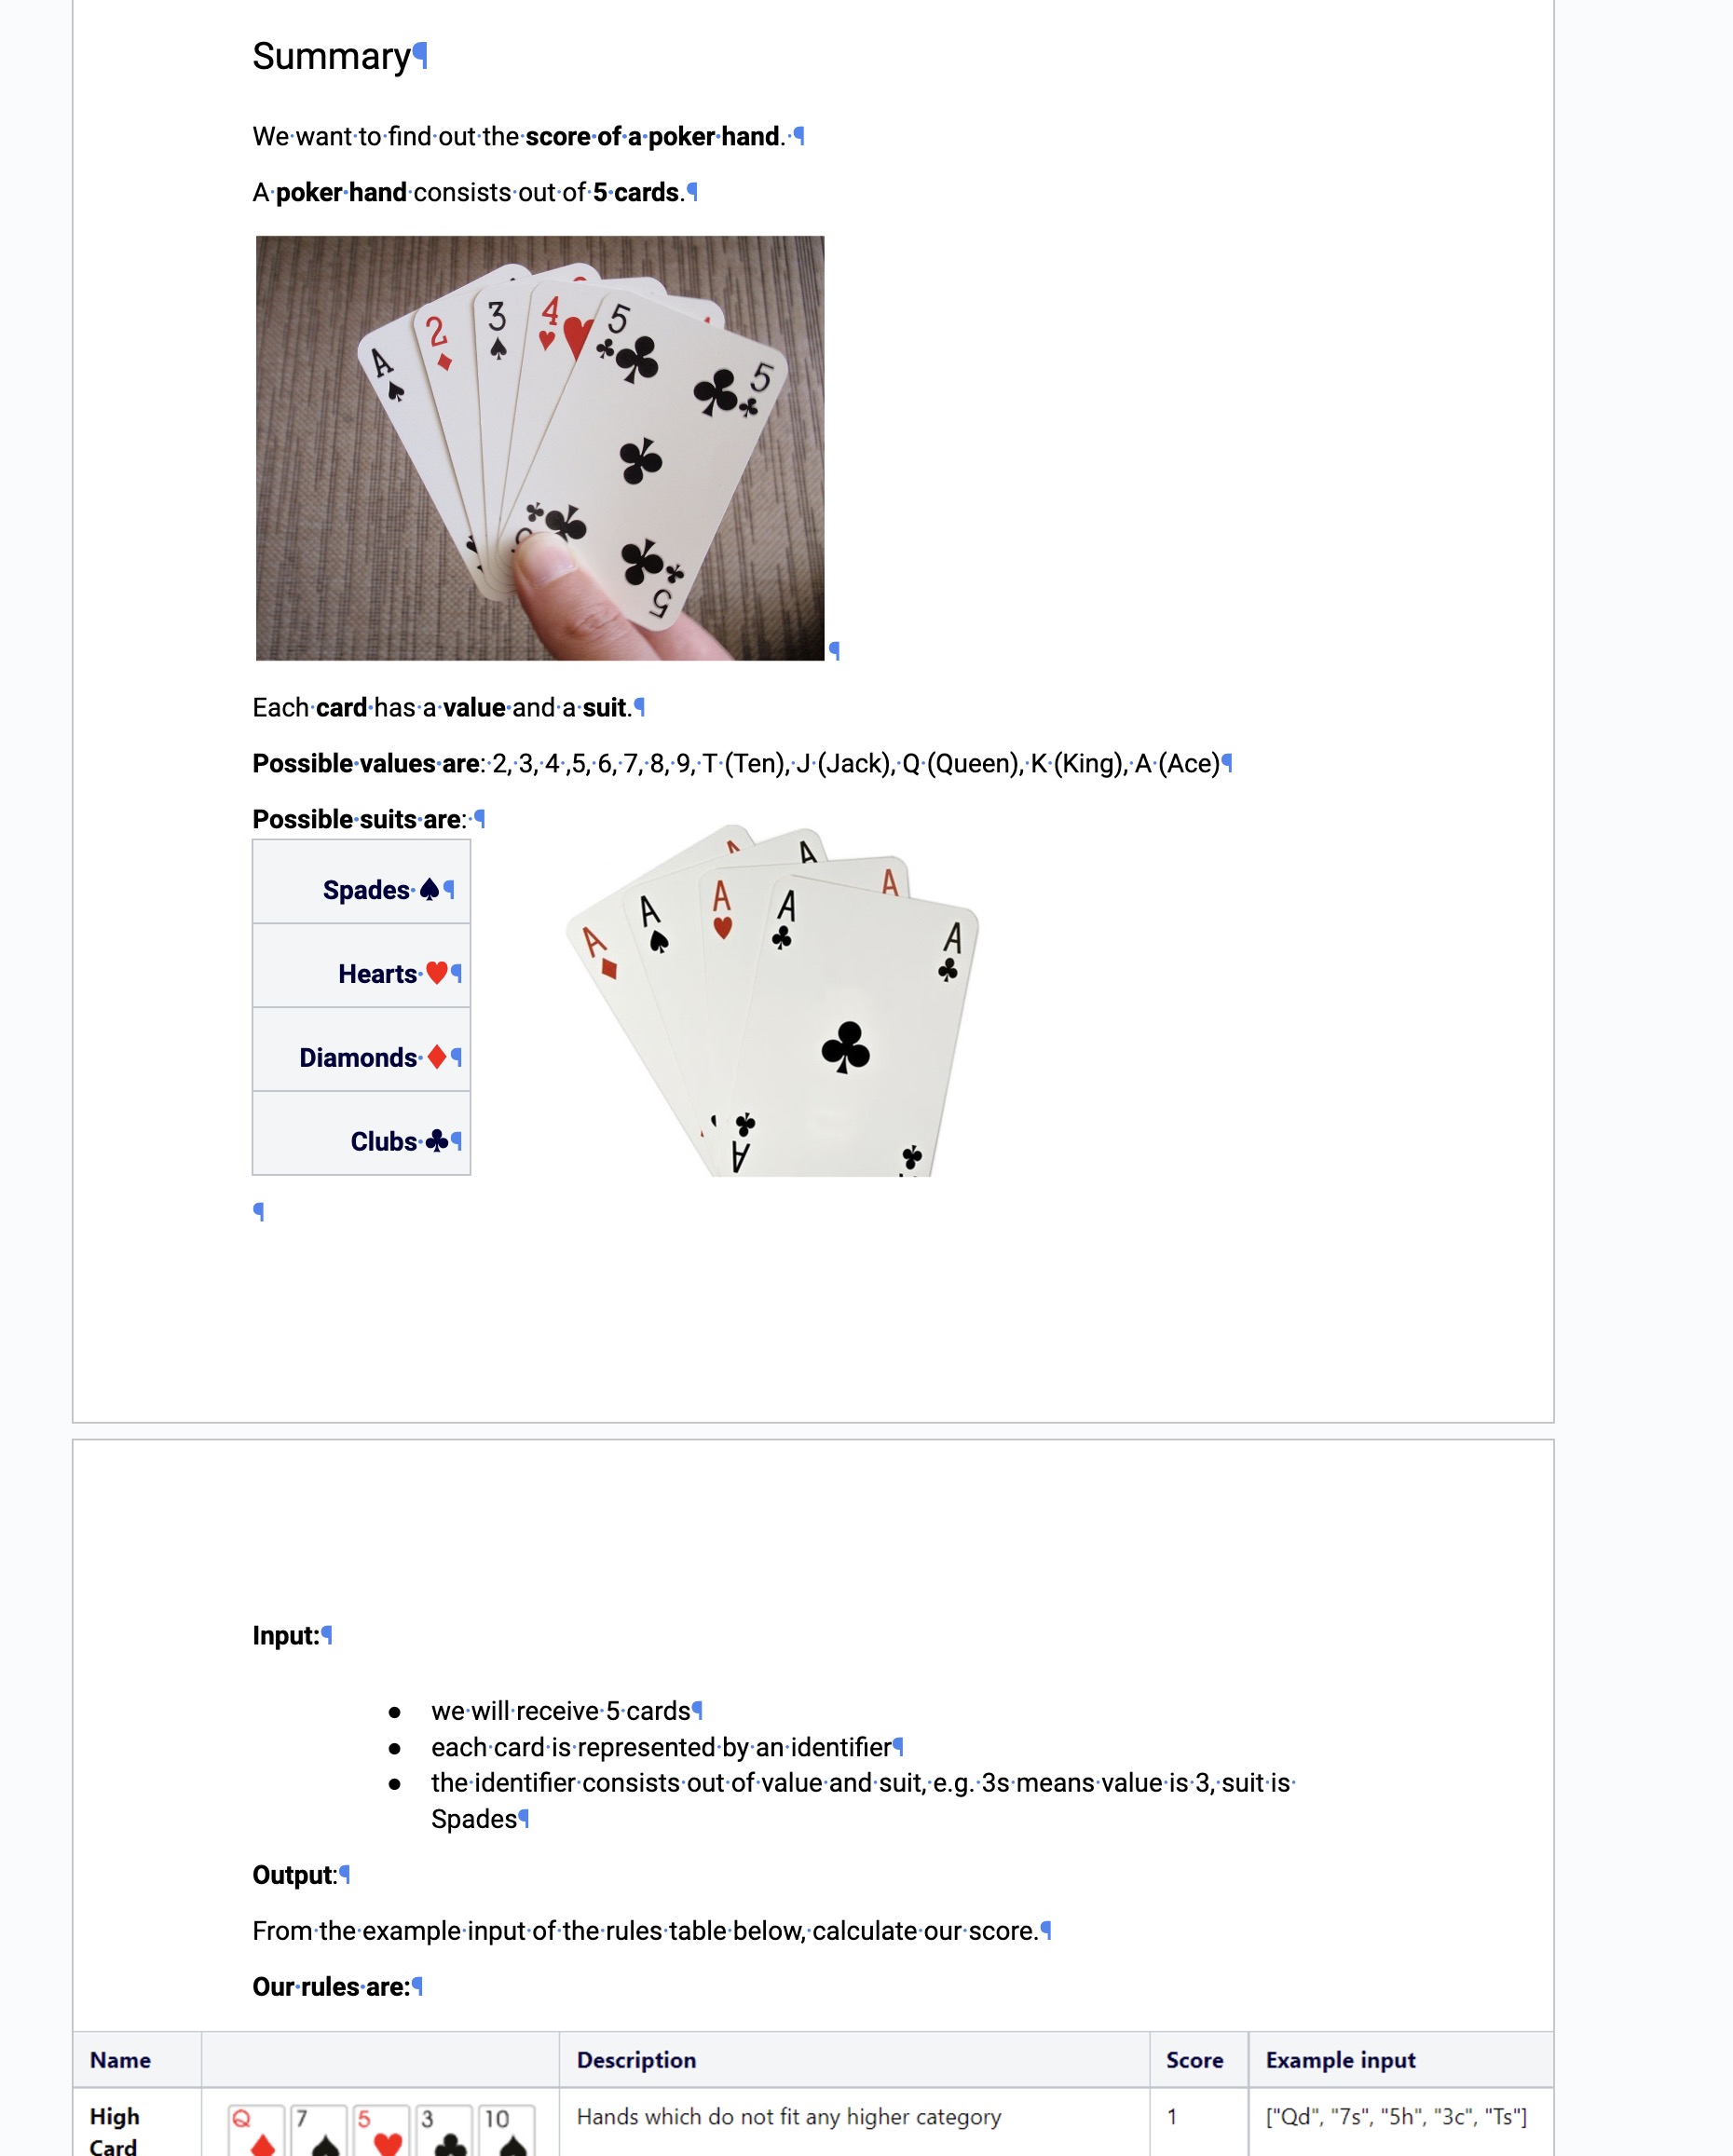 Summary¶
We·want·to·find·out·the·score·of·a·poker·hand.·¶
A·poker·hand·consists·out·of·5·cards.¶
A 2 3 4 5 5
5
¶
Each·card·has·a·value·and·a·suit.¶
Possible·values·are:·2,·3,·4·,5,·6,·7,·8,·9,·T·(Ten),·J·(Jack),·Q·(Queen),·K·(King),·A·(Ace)¶
Possible·suits·are:·¶
Spades·♠¶
Hearts·♥¶
Diamonds·♦¶
Clubs·♣¶
A A A A A
A
¶
Input:¶
● we·will·receive·5·cards¶
● each·card·is·represented·by·an·identifier¶
● the·identifier·consists·out·of·value·and·suit,·e.g.·3s·means·value·is·3,·suit·is·
Spades¶
Output:¶
From·the·example·input·of·the·rules·table·below,·calculate·our·score.¶
Our·rules·are:¶
Name Description Score Example input
High Q 7 5 3 10 Hands which do not fit any higher category 1 ["Qd", "7s", "5h", "3c", "Ts"]
Card